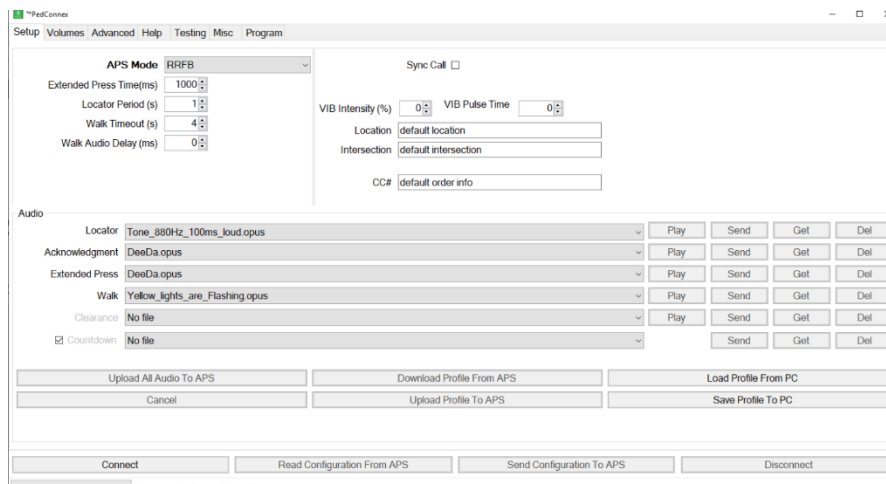 ™PedConnex
Setup Volumes Advanced Help Testing Misc Program
APS Mode RRFB
Sync Call
Extended Press Time(ms) 1000
Locator Period (s) 1
VIB Intensity (%) 0 VIB Pulse Time 0
Walk Timeout (s) 4
Location default location
Walk Audio Delay (ms) 0
Intersection default intersection
CC# default order info
Audio
Locator Tone_880Hz_100ms_loud.opus Play Send Get Del
Acknowledgment DeeDa.opus Play Send Get Del
Extended Press DeeDa.opus Play Send Get Del
Walk Yellow_lights_are_Flashing.opus Play Send Get Del
Clearance No file Play Send Get Del
Countdown No file Send Get Del
Upload All Audio To APS Download Profile From APS Load Profile From PC
Cancel Upload Profile To APS Save Profile To PC
Connect Read Configuration From APS Send Configuration To APS Disconnect